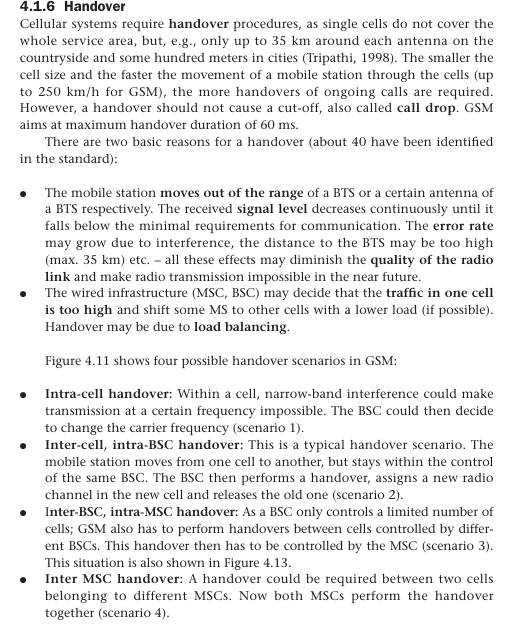 4.1.6 Handover
Cellular systems require handover procedures, as single cells do not cover the
whole service area, but, e.g., only up to 35 km around each antenna on the
countryside and some hundred meters in cities (Tripathi, 1998). The smaller the
cell size and the faster the movement of a mobile station through the cells (up
to 250 km/h for GSM), the more handovers of ongoing calls are required.
However, a handover should not cause a cut-off, also called call drop. GSM
aims at maximum handover duration of 60 ms.
There are two basic reasons for a handover (about 40 have been identified
in the standard):
● The mobile station moves out of the range of a BTS or a certain antenna of
a BTS respectively. The received signal level decreases continuously until it
falls below the minimal requirements for communication. The error rate
may grow due to interference, the distance to the BTS may be too high
(max. 35 km) etc. – all these effects may diminish the quality of the radio
link and make radio transmission impossible in the near future.
● The wired infrastructure (MSC, BSC) may decide that the traffic in one cell
is too high and shift some MS to other cells with a lower load (if possible).
Handover may be due to load balancing.
Figure 4.11 shows four possible handover scenarios in GSM:
● Intra-cell handover: Within a cell, narrow-band interference could make
transmission at a certain frequency impossible. The BSC could then decide
to change the carrier frequency (scenario 1).
● Inter-cell, intra-BSC handover: This is a typical handover scenario. The
mobile station moves from one cell to another, but stays within the control
of the same BSC. The BSC then performs a handover, assigns a new radio
channel in the new cell and releases the old one (scenario 2).
● Inter-BSC, intra-MSC handover: As a BSC only controls a limited number of
cells; GSM also has to perform handovers between cells controlled by differ-
ent BSCs. This handover then has to be controlled by the MSC (scenario 3).
This situation is also shown in Figure 4.13.
● Inter MSC handover: A handover could be required between two cells
belonging to different MSCs. Now both MSCs perform the handover
together (scenario 4).